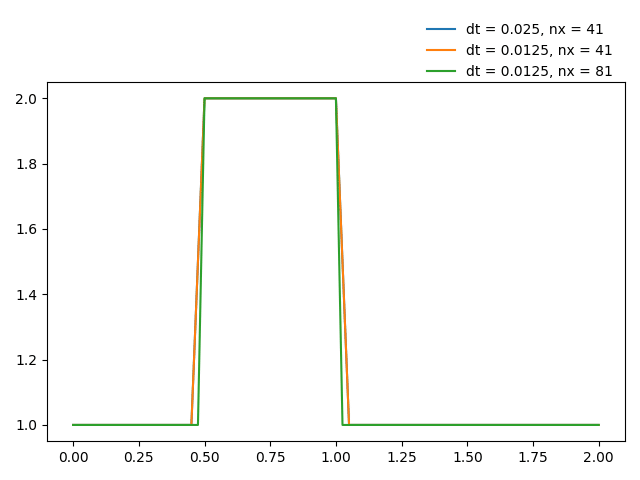 dt = 0.025, nx = 41
dt = 0.0125, nx = 41
dt = 0.0125, nx = 81
2.0
1.8
1.6
1.4
1.2
1.0
0.00 0.25 0.50 0.75 1.00 1.25 1.50 1.75 2.00